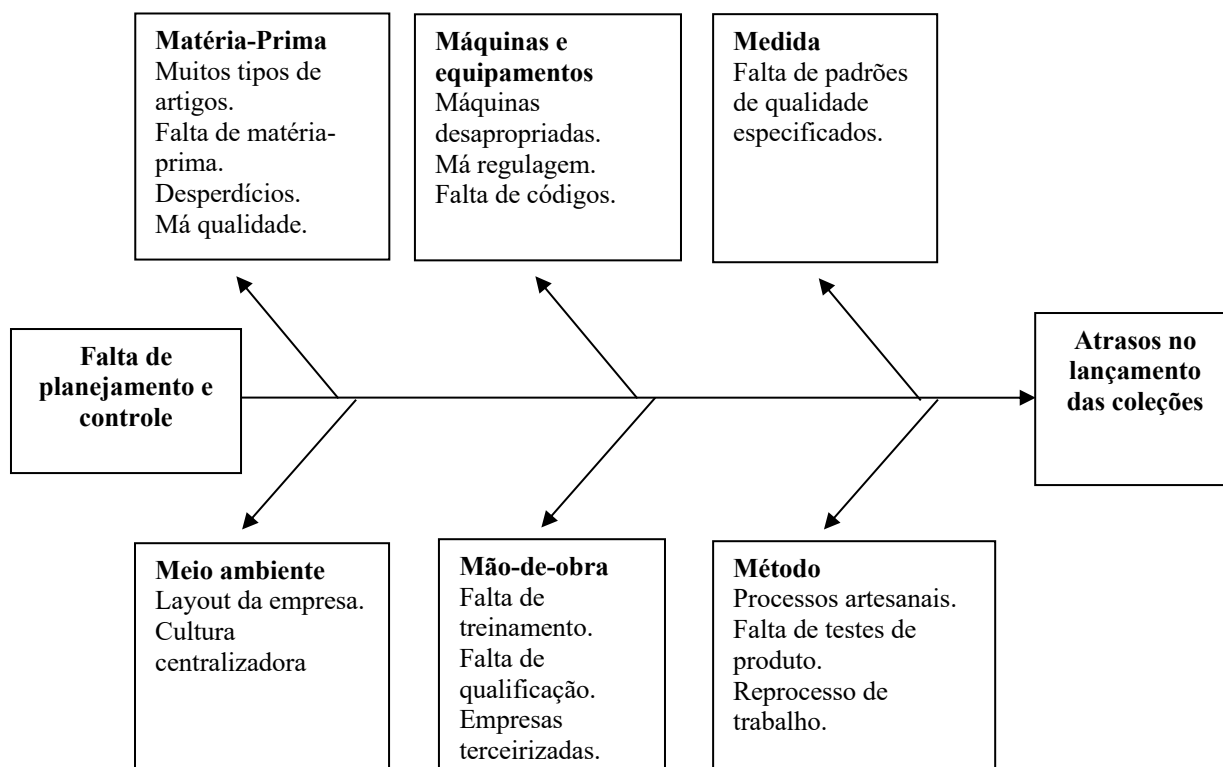 Matéria-Prima
Muitos tipos de
artigos.
Falta de matéria-
prima.
Desperdícios.
Má qualidade.
Máquinas e
equipamentos
Máquinas
desapropriadas.
Má regulagem.
Falta de códigos.
Medida
Falta de padrões
de qualidade
especificados.
Falta de
planejamento e
controle
Atrasos no
lançamento
das coleções
Meio ambiente
Layout da empresa.
Cultura
centralizadora
Mão-de-obra
Falta de
treinamento.
Falta de
qualificação.
Empresas
terceirizadas.
Método
Processos artesanais.
Falta de testes de
produto.
Reprocesso de
trabalho.